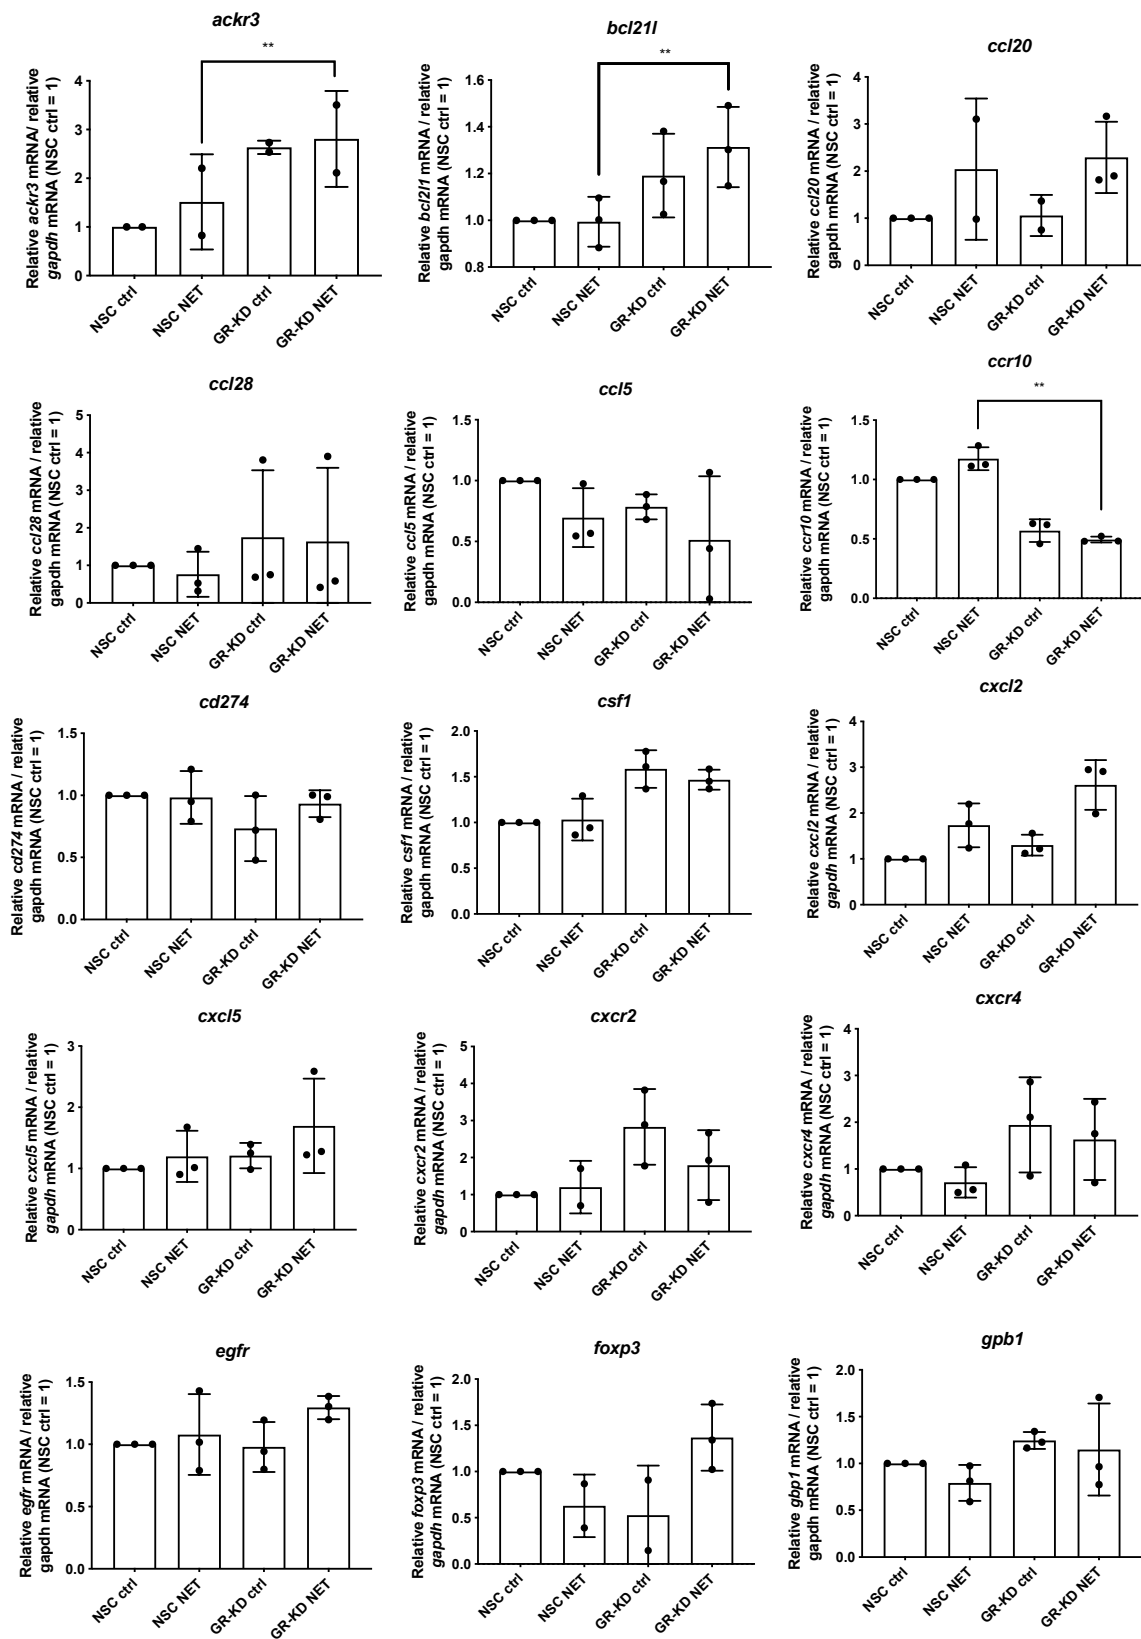 ackr3
**
Relative ackr3 mRNA/ relative
gapdh mRNA (NSC ctrl = 1)
4
3
2
1
0
NSC ctrl
NSC NET
GR-KD ctrl
GR-KD NET
bcl21l
**
Relative bcl2l1 mRNA / relative
gapdh mRNA (NSC ctrl = 1)
1.6
1.4
1.2
1.0
0.8
NSC ctrl
NSC NET
GR-KD ctrl
GR-KD NET
ccl20
Relative ccl20 mRNA / relative
gapdh mRNA (NSC ctrl = 1)
4
3
2
1
0
NSC ctrl
NSC NET
GR-KD ctrl
GR-KD NET
ccl28
Relative ccl28 mRNA / relative
gapdh mRNA (NSC ctrl = 1)
5
4
3
2
1
0
NSC ctrl
NSC NET
GR-KD ctrl
GR-KD NET
ccl5
Relative ccl5 mRNA / relative
gapdh mRNA (NSC ctrl = 1)
1.5
1.0
0.5
0.0
NSC ctrl
NSC NET
GR-KD ctrl
GR-KD NET
ccr10
**
Relative ccr10 mRNA / relative
gapdh mRNA (NSC ctrl = 1)
1.5
1.0
0.5
0.0
NSC ctrl
NSC NET
GR-KD ctrl
GR-KD NET
cd274
Relative cd274 mRNA / relative
gapdh mRNA (NSC ctrl = 1)
1.5
1.0
0.5
0.0
NSC ctrl
NSC NET
GR-KD ctrl
GR-KD NET
csf1
Relative csf1 mRNA / relative
gapdh mRNA (NSC ctrl = 1)
2.0
1.5
1.0
0.5
0.0
NSC ctrl
NSC NET
GR-KD ctrl
GR-KD NET
cxcl2
Relative cxcl2 mRNA / relative
gapdh mRNA (NSC ctrl = 1)
4
3
2
1
0
NSC ctrl
NSC NET
GR-KD ctrl
GR-KD NET
cxcl5
Relative cxcl5 mRNA / relative
gapdh mRNA (NSC ctrl = 1)
3
2
1
0
NSC ctrl
NSC NET
GR-KD ctrl
GR-KD NET
cxcr2
Relative cxcr2 mRNA / relative
gapdh mRNA (NSC ctrl = 1)
5
4
3
2
1
0
NSC ctrl
NSC NET
GR-KD ctrl
GR-KD NET
cxcr4
Relative cxcr4 mRNA / relative
gapdh mRNA (NSC ctrl = 1)
4
3
2
1
0
NSC ctrl
NSC NET
GR-KD ctrl
GR-KD NET
egfr
Relative egfr mRNA / relative
gapdh mRNA (NSC ctrl = 1)
1.5
1.0
0.5
0.0
NSC ctrl
NSC NET
GR-KD ctrl
GR-KD NET
foxp3
Relative foxp3 mRNA / relative
gapdh mRNA (NSC ctrl = 1)
2.0
1.5
1.0
0.5
0.0
NSC ctrl
NSC NET
GR-KD ctrl
GR-KD NET
gpb1
Relative gbp1 mRNA / relative
gapdh mRNA (NSC ctrl = 1)
2.0
1.5
1.0
0.5
0.0
NSC ctrl
NSC NET
GR-KD ctrl
GR-KD NET